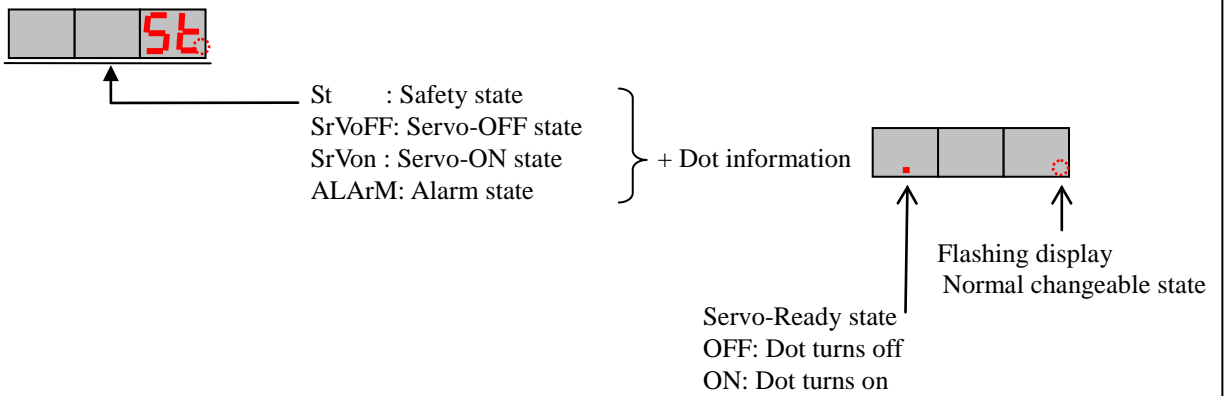 St
St : Safety state
SrVoFF: Servo-OFF state
SrVon : Servo-ON state
ALArM: Alarm state
+ Dot information
Flashing display
Normal changeable state
Servo-Ready state
OFF: Dot turns off
ON: Dot turns on